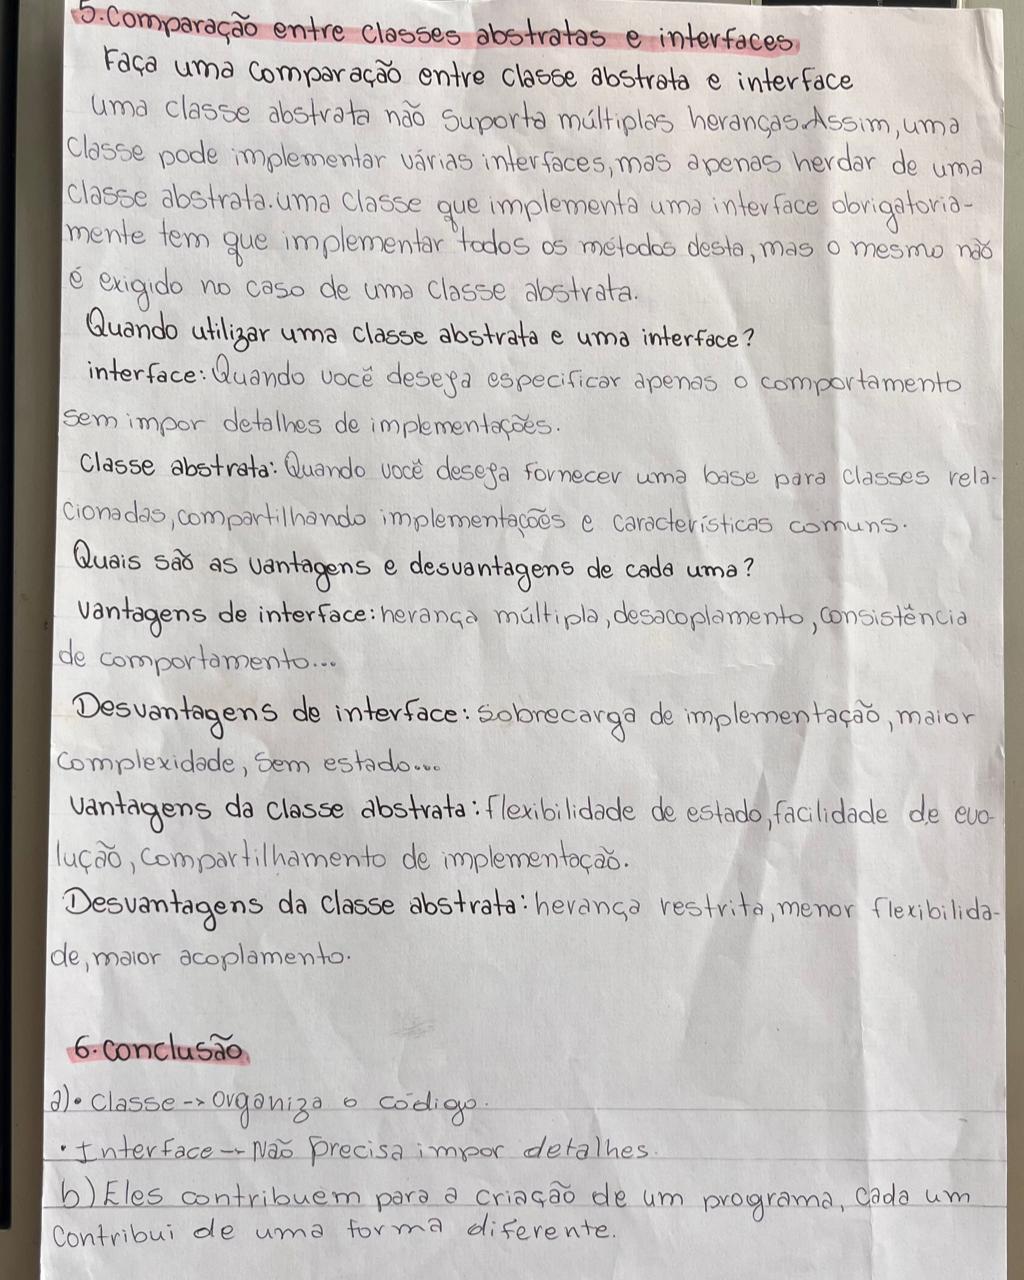 5.Comparação entre classes abstratas e interfaces
Faça uma comparação entre classe abstrata e interface
uma classe abstrata não suporta múltiplas heranças.Assim, uma
classe pode implementar várias interfaces, mas apenas herdar de uma
classe abstrata. uma classe que implementa uma interface obrigatoria-
mente tem que implementar todos os métodos desta, mas o mesmo não
é exigido no caso de uma classe abstrata.
Quando utilizar uma classe abstrata e uma interface?
interface: Quando você deseja especificar apenas o comportamento
sem impor detalhes de implementações.
Classe abstrata: Quando você deseja fornecer uma base para classes rela-
cionadas, compartilhando implementações e características comuns.
Quais são as vantagens e desvantagens de cada uma?
Vantagens de interface: herança múltipla, desacoplamento, consistência
de comportamento...
Desvantagens de interface: sobrecarga de implementação, maior
complexidade, sem estado...
Vantagens da classe abstrata: flexibilidade de estado, facilidade de evo-
lução, compartilhamento de implementação.
Desvantagens da classe abstrata: herança restrita, menor flexibilida-
de, maior acoplamento.
6. Conclusão
a)• Classe -> organiza o código.
• Interface -> Não precisa impor detalhes.
b) Eles contribuem para a criação de um programa, cada um
contribui de uma forma diferente.